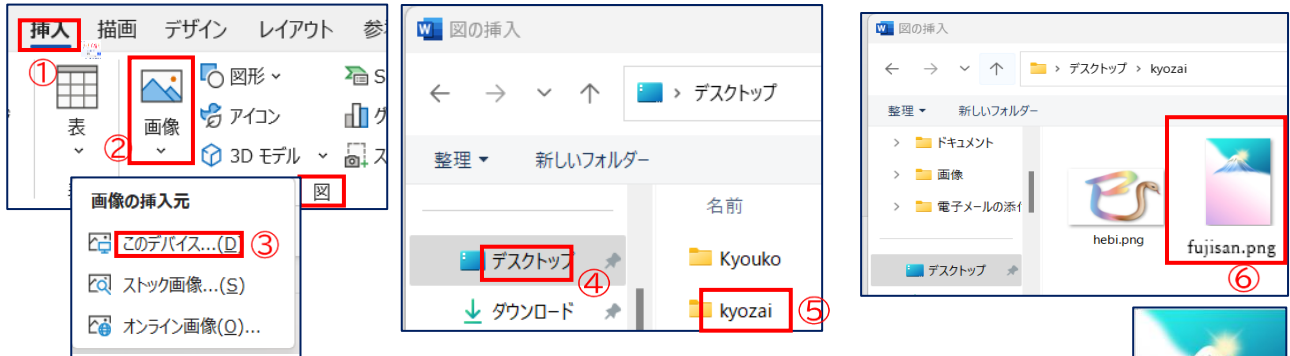 挿入 描画 デザイン レイアウト 参
①
表
②
画像
図形
アイコン
3D モデル
S
グ
ス
図
画像の挿入元
このデバイス...(D) ③
ストック画像...(S)
オンライン画像(O)...
図の挿入
デスクトップ
整理 新しいフォルダー
名前
デスクトップ ④
ダウンロード
Kyouko
kyozai ⑤
図の挿入
デスクトップ kyozai
整理 新しいフォルダー
ドキュメント
画像
電子メールの添付
デスクトップ
hebi.png
fujisan.png
⑥